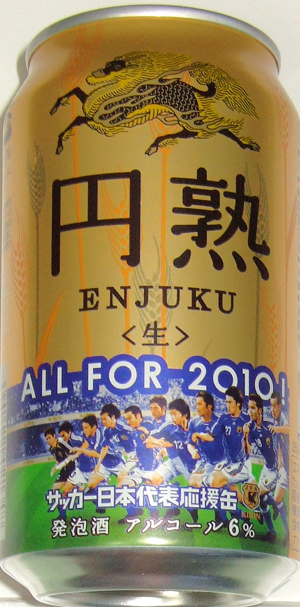 円熟
ENJUKU
〈生〉
ALL FOR 2010!
サッカー日本代表応援缶
発泡酒 アルコール6%